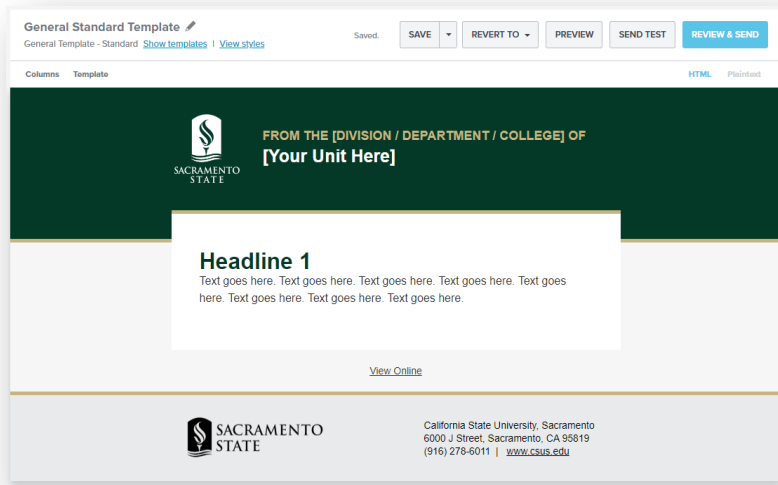 General Standard Template
General Template - Standard Show templates | View styles
Saved.
SAVE
REVERT TO
PREVIEW
SEND TEST
REVIEW & SEND
Columns Template
HTML Plaintext
SACRAMENTO
STATE
FROM THE [DIVISION / DEPARTMENT / COLLEGE] OF
[Your Unit Here]
Headline 1
Text goes here. Text goes here. Text goes here. Text goes here. Text goes
here. Text goes here. Text goes here. Text goes here.
View Online
SACRAMENTO
STATE
California State University, Sacramento
6000 J Street, Sacramento, CA 95819
(916) 278-6011 | www.csus.edu